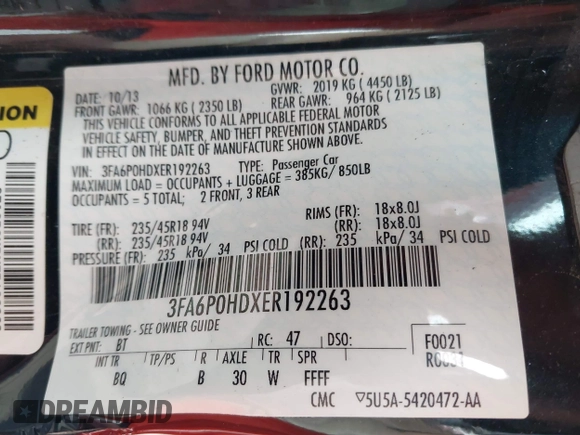 MFD. BY FORD MOTOR CO.
DATE: 10/13 GVWR: 2019 KG ( 4450 LB)
FRONT GAWR: 1066 KG ( 2350 LB) REAR GAWR: 964 KG ( 2125 LB)
THIS VEHICLE CONFORMS TO ALL APPLICABLE FEDERAL MOTOR
VEHICLE SAFETY, BUMPER, AND THEFT PREVENTION STANDARDS
IN EFFECT ON THE DATE OF MANUFACTURE SHOWN ABOVE.
VIN: 3FA6P0HDXER192263 TYPE: Passenger Car
MAXIMUM LOAD = OCCUPANTS + LUGGAGE = 385KG/ 850LB
OCCUPANTS = 5 TOTAL; 2 FRONT, 3 REAR
TIRE (FR): 235/45R18 94V RIMS (FR): 18x8.0J
(RR): 235/45R18 94V (RR): 18x8.0J
PRESSURE (FR): 235 kPa/ 34 PSI COLD (RR): 235 kPa/ 34 PSI COLD
3FA6P0HDXER192263
TRAILER TOWING - SEE OWNER GUIDE
EXT PNT: BT RC: 47 DSO: F0021
INT TR TP/PS R AXLE TR SPR
BQ B 30 W FFFF
CMC ▽5U5A-5420472-AA
DREAMBID